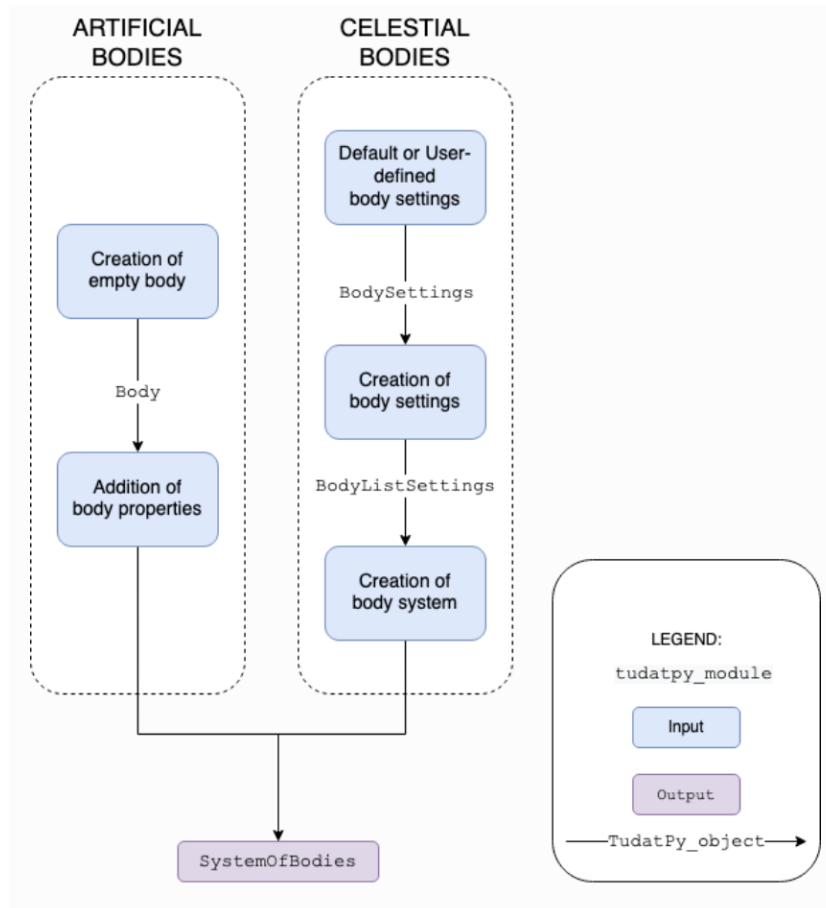 ARTIFICIAL
BODIES
CELESTIAL
BODIES
Default or User-
defined
body settings
Creation of
empty body
BodySettings
Creation of
body settings
Body
BodyListSettings
Addition of
body properties
Creation of
body system
LEGEND:
tudatpy_module
Input
Output
TudatPy_object
SystemOfBodies